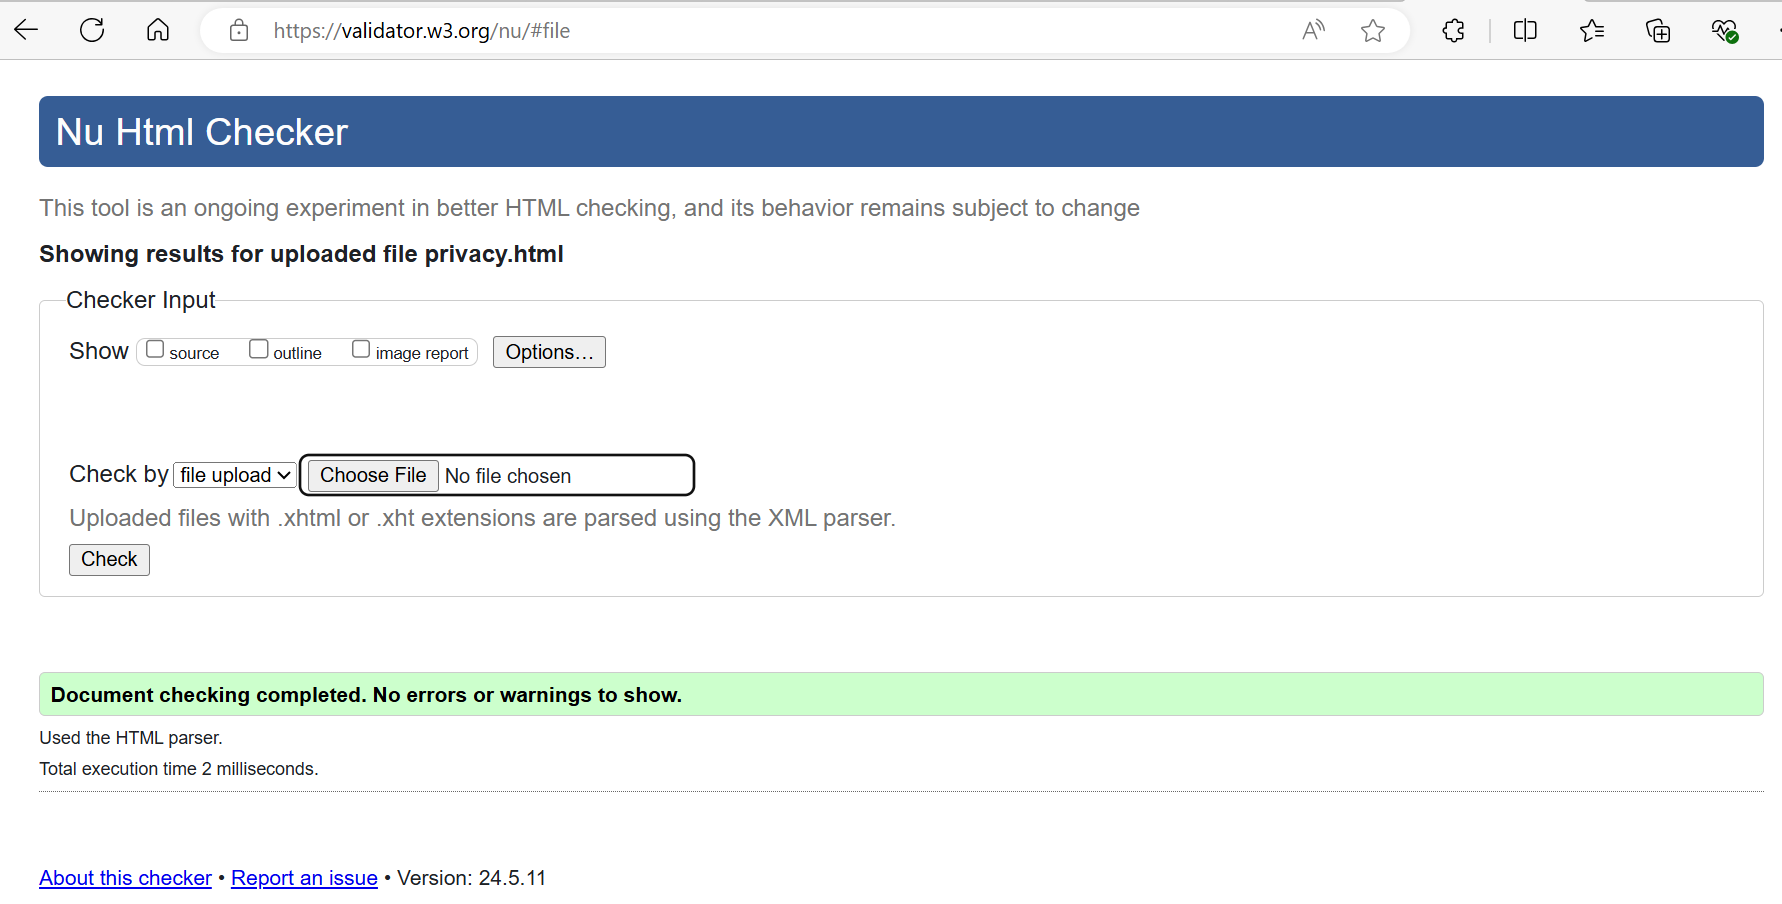 https://validator.w3.org/nu/#file
Nu Html Checker
This tool is an ongoing experiment in better HTML checking, and its behavior remains subject to change
Showing results for uploaded file privacy.html
Checker Input
Show source outline image report Options...
Check by file upload Choose File No file chosen
Uploaded files with .xhtml or .xht extensions are parsed using the XML parser.
Check
Document checking completed. No errors or warnings to show.
Used the HTML parser.
Total execution time 2 milliseconds.
About this checker • Report an issue • Version: 24.5.11